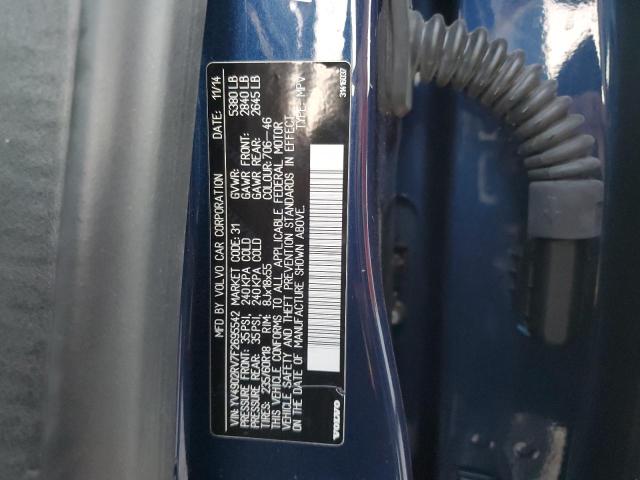 MFD BY VOLVO CAR CORPORATION DATE: 11/14
VIN: YV4902RV7F2695542 MARKET CODE: 31 GVWR: 5380 LB
PRESSURE FRONT: 35PSI, 240KPA COLD GAWR FRONT: 2840 LB
PRESSURE REAR: 35PSI, 240KPA COLD GAWR REAR: 2645 LB
TIRES: 235/60R18 RIM: 8Jx18x55 COLOUR: 706-46 TYPE: MPV
THIS VEHICLE CONFORMS TO ALL APPLICABLE FEDERAL MOTOR
VEHICLE SAFETY AND THEFT PREVENTION STANDARDS IN EFFECT
ON THE DATE OF MANUFACTURE SHOWN ABOVE.
VOLVO
31416037